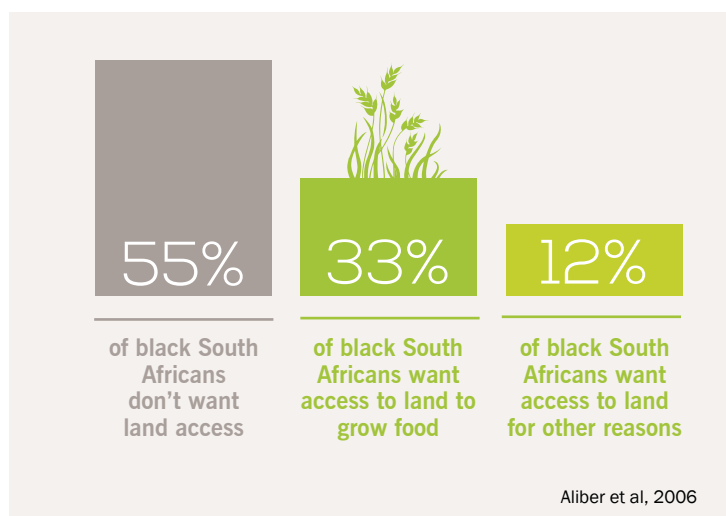 55%
of black South
Africans
don't want
land access
33%
of black South
Africans want
access to land to
grow food
12%
of black South
Africans want
access to land
for other reasons
Aliber et al, 2006